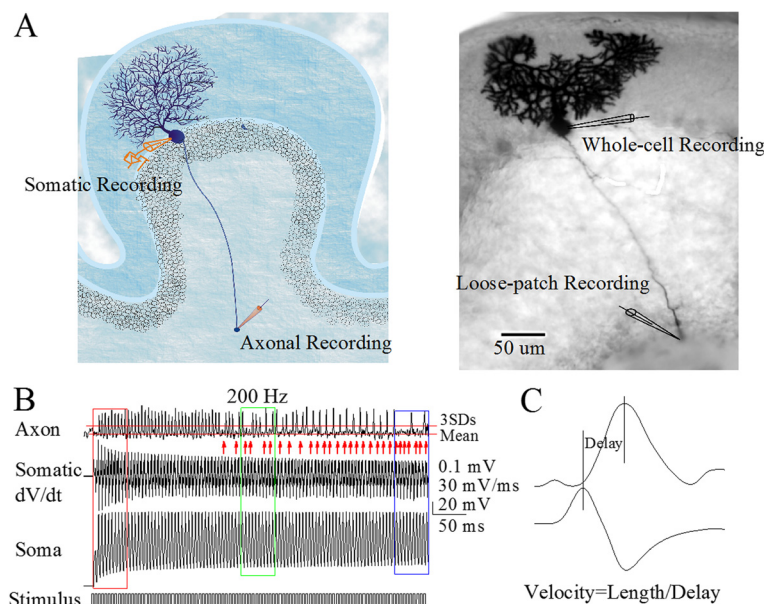 A
Somatic Recording
Axonal Recording
Whole-cell Recording
Loose-patch Recording
50 um
B
200 Hz
Axon
3SDs
Mean
Somatic
dV/dt
0.1 mV
30 mV/ms
20 mV
50 ms
Soma
Stimulus
C
Delay
Velocity=Length/Delay